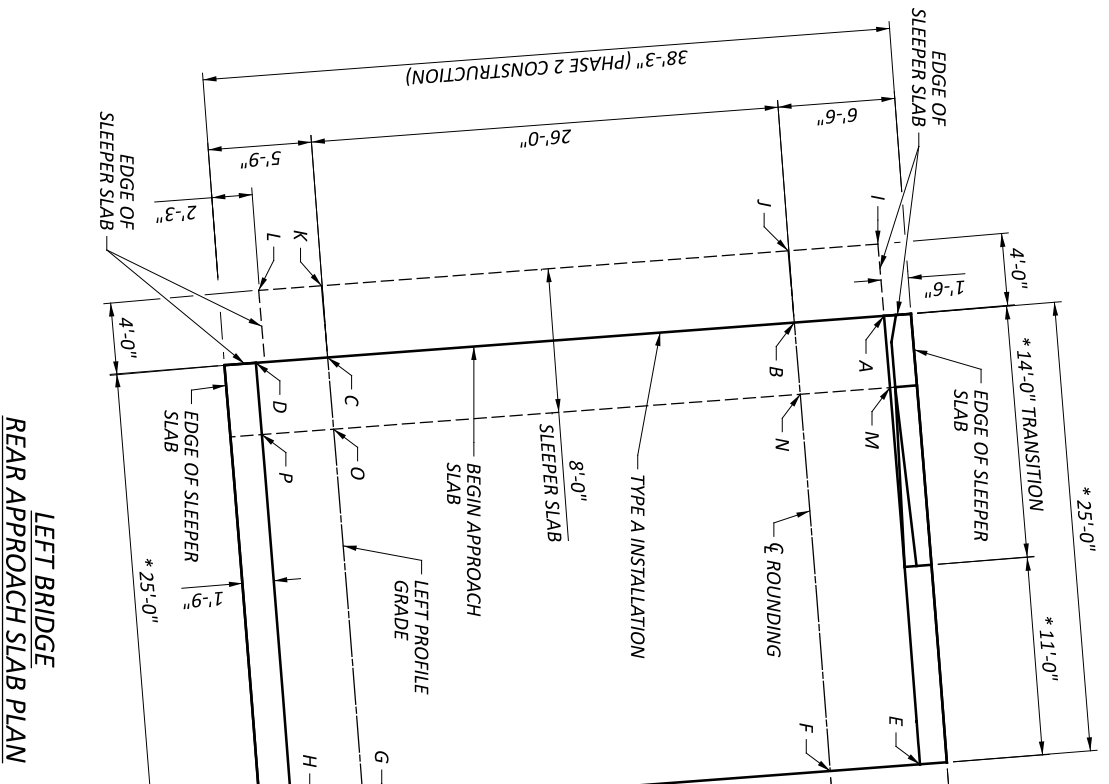 38'-3" (PHASE 2 CONSTRUCTION)
6'-6"
26'-0"
5'-9"
2'-3"
EDGE OF
SLEEPER SLAB
EDGE OF
SLEEPER SLAB
I
J
K
L
4'-0"
1'-6"
4'-0"
A
B
C
D
M
N
O
P
* 14'-0" TRANSITION
* 25'-0"
* 11'-0"
EDGE OF SLEEPER
SLAB
EDGE OF SLEEPER
SLAB
8'-0"
SLEEPER SLAB
TYPE A INSTALLATION
BEGIN APPROACH
SLAB
℄ ROUNDING
LEFT PROFILE
GRADE
1'-9"
* 25'-0"
E
F
G
H
LEFT BRIDGE
REAR APPROACH SLAB PLAN